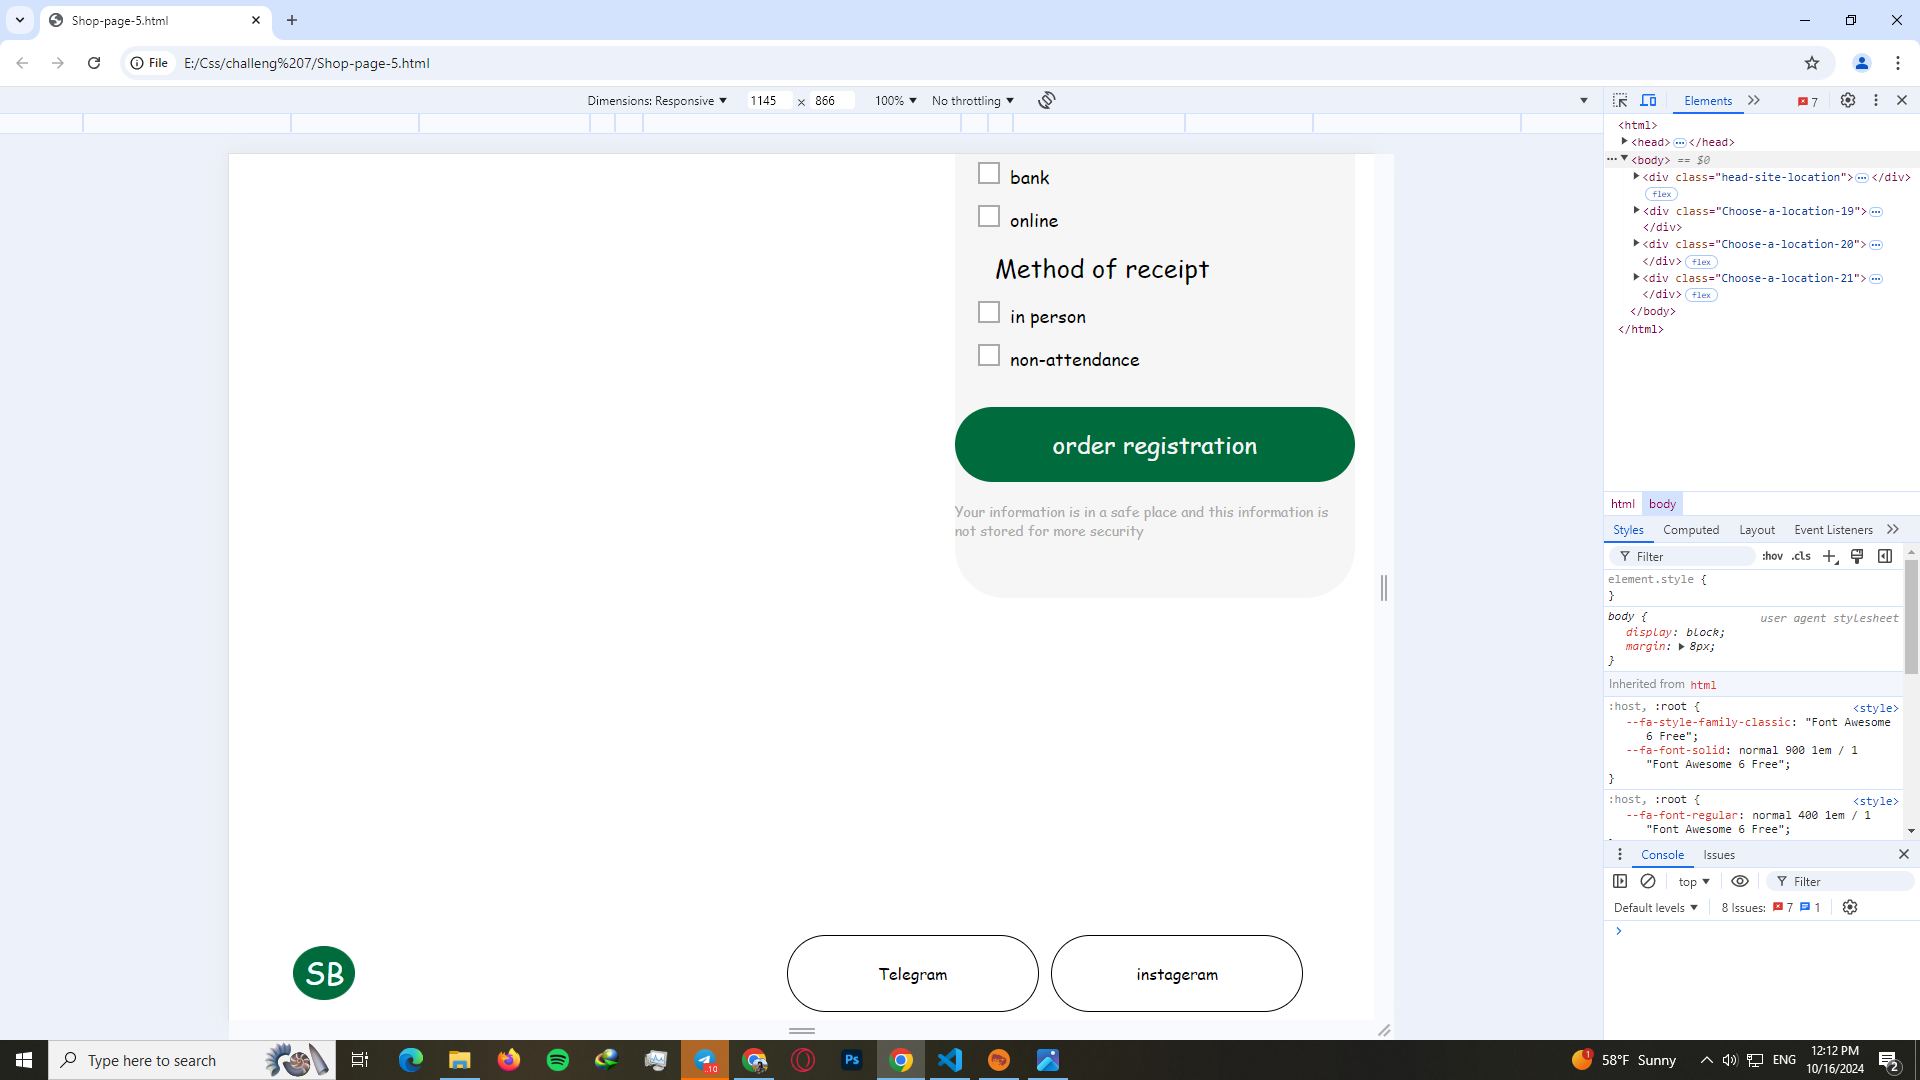 Shop-page-5.html
File
E:/Css/challeng%207/Shop-page-5.html
Dimensions: Responsive
1145 × 866
100%
No throttling
Elements
7
<html>
<head> </head>
<body> == $0
<div class="head-site-location"> </div>
flex
<div class="Choose-a-location-19">
</div>
<div class="Choose-a-location-20">
</div> flex
<div class="Choose-a-location-21">
</div> flex
</body>
</html>
bank
online
Method of receipt
in person
non-attendance
order registration
Your information is in a safe place and this information is
not stored for more security
SB
Telegram
instageram
html body
Styles Computed Layout Event Listeners
Filter
:hov .cls
element.style {
}
body { user agent stylesheet
display: block;
margin: 8px;
}
Inherited from html
:host, :root { <style>
--fa-style-family-classic: "Font Awesome
6 Free";
--fa-font-solid: normal 900 1em / 1
"Font Awesome 6 Free";
}
:host, :root { <style>
--fa-font-regular: normal 400 1em / 1
"Font Awesome 6 Free";
Console Issues
top
Filter
Default levels
8 Issues: 7 1
Type here to search
..10
Ps
1
58°F Sunny
ENG
12:12 PM
10/16/2024
2